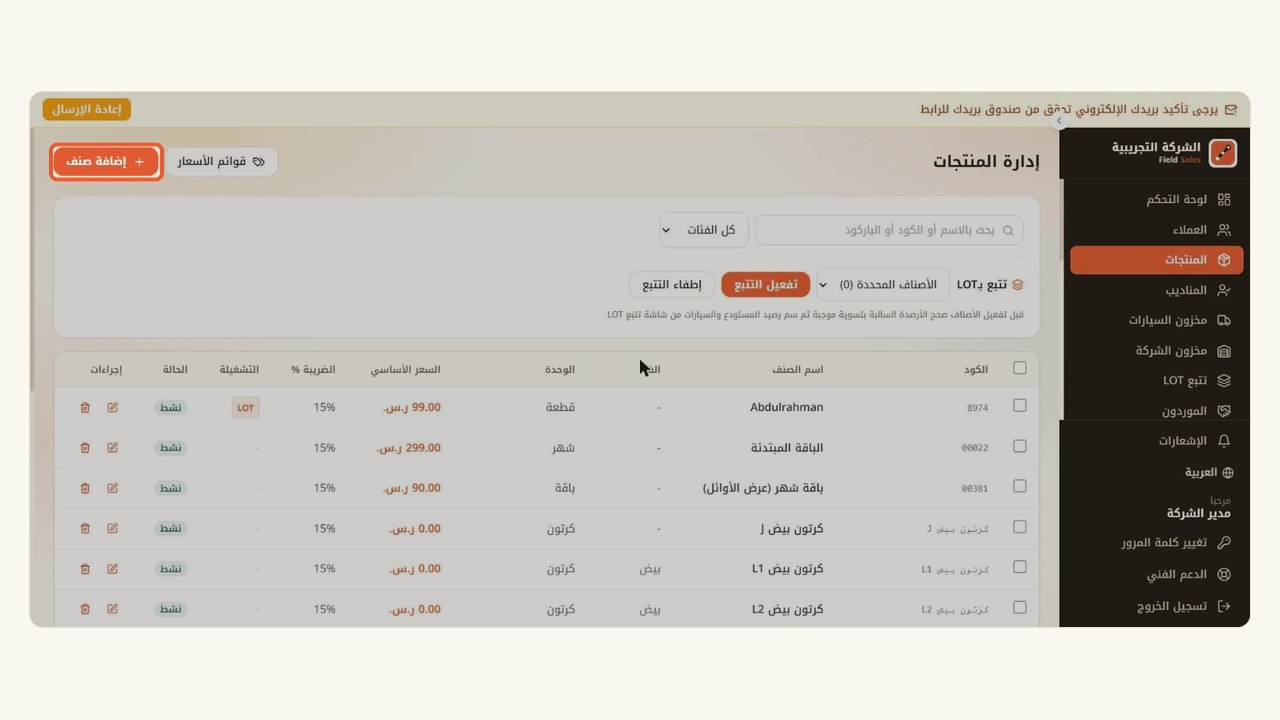 يرجى تأكيد بريدك الإلكتروني تحقق من صندوق بريدك للرابط
إعادة الإرسال
الشركة التجريبية
Field Sales
لوحة التحكم
العملاء
المنتجات
المناديب
مخزون السيارات
مخزون الشركة
تتبع LOT
الموردون
الإشعارات
العربية
مرحبا
مدير الشركة
تغيير كلمة المرور
الدعم الفني
تسجيل الخروج
إدارة المنتجات
قوائم الأسعار
+ إضافة صنف
بحث بالاسم أو الكود أو الباركود
كل الفئات
تتبع بـLOT
الأصناف المحددة (0)
تفعيل التتبع
إطفاء التتبع
قبل تفعيل الأصناف صحح الأرصدة السالبة بتسوية موجبة ثم سم رصيد المستودع والسيارات من شاشة تتبع LOT
الكود اسم الصنف الوحدة السعر الأساسي الضريبة % التشغيلة الحالة إجراءات
8974 Abdulrahman - قطعة 99.00 ر.س. 15% LOT نشط
00022 الباقة المبتدئة - شهر 299.00 ر.س. 15% - نشط
00381 باقة شهر (عرض الأوائل) - باقة 90.00 ر.س. 15% - نشط
كرتون بيض J كرتون بيض J - كرتون 0.00 ر.س. 15% - نشط
كرتون بيض L1 كرتون بيض L1 بيض كرتون 0.00 ر.س. 15% - نشط
كرتون بيض L2 كرتون بيض L2 بيض كرتون 0.00 ر.س. 15% - نشط